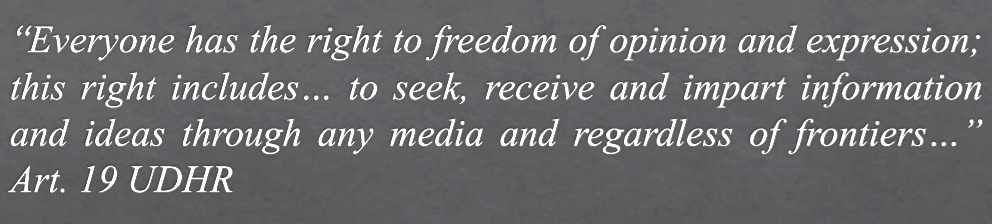 “Everyone has the right to freedom of opinion and expression;
this right includes… to seek, receive and impart information
and ideas through any media and regardless of frontiers…”
Art. 19 UDHR